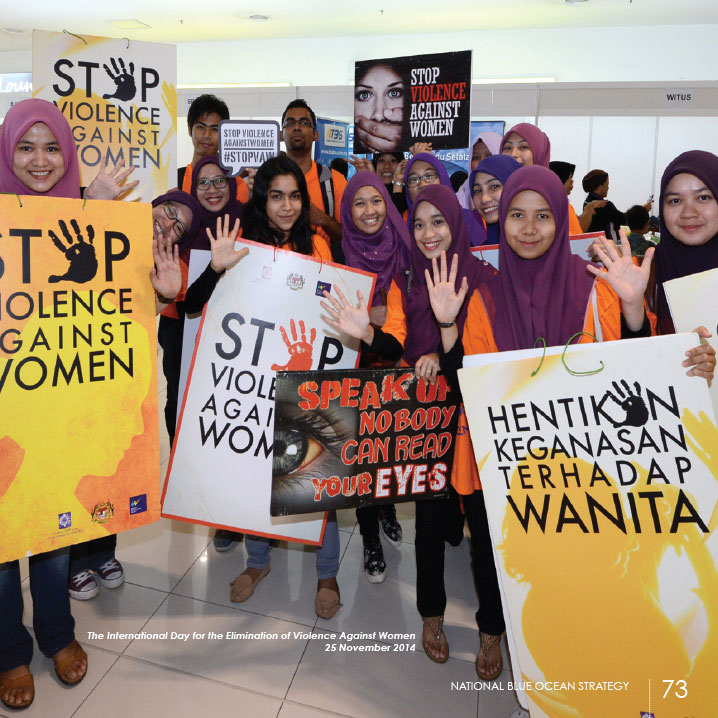 STOP
VIOLENCE
AGAINST
WOMEN
STOP VIOLENCE
AGAINSTWOMEN
#STOPVAW
STOP
VIOLENCE
AGAINST
WOMEN
WITUS
STOP
VIOLENCE
AGAINST
WOMEN
STOP
VIOLE
AGAI
WOM
SPEAK UP
NOBODY
CAN READ
YOUR EYES
HENTIKAN
KEGANASAN
TERHADAP
WANITA
The International Day for the Elimination of Violence Against Women
25 November 2014
NATIONAL BLUE OCEAN STRATEGY 73